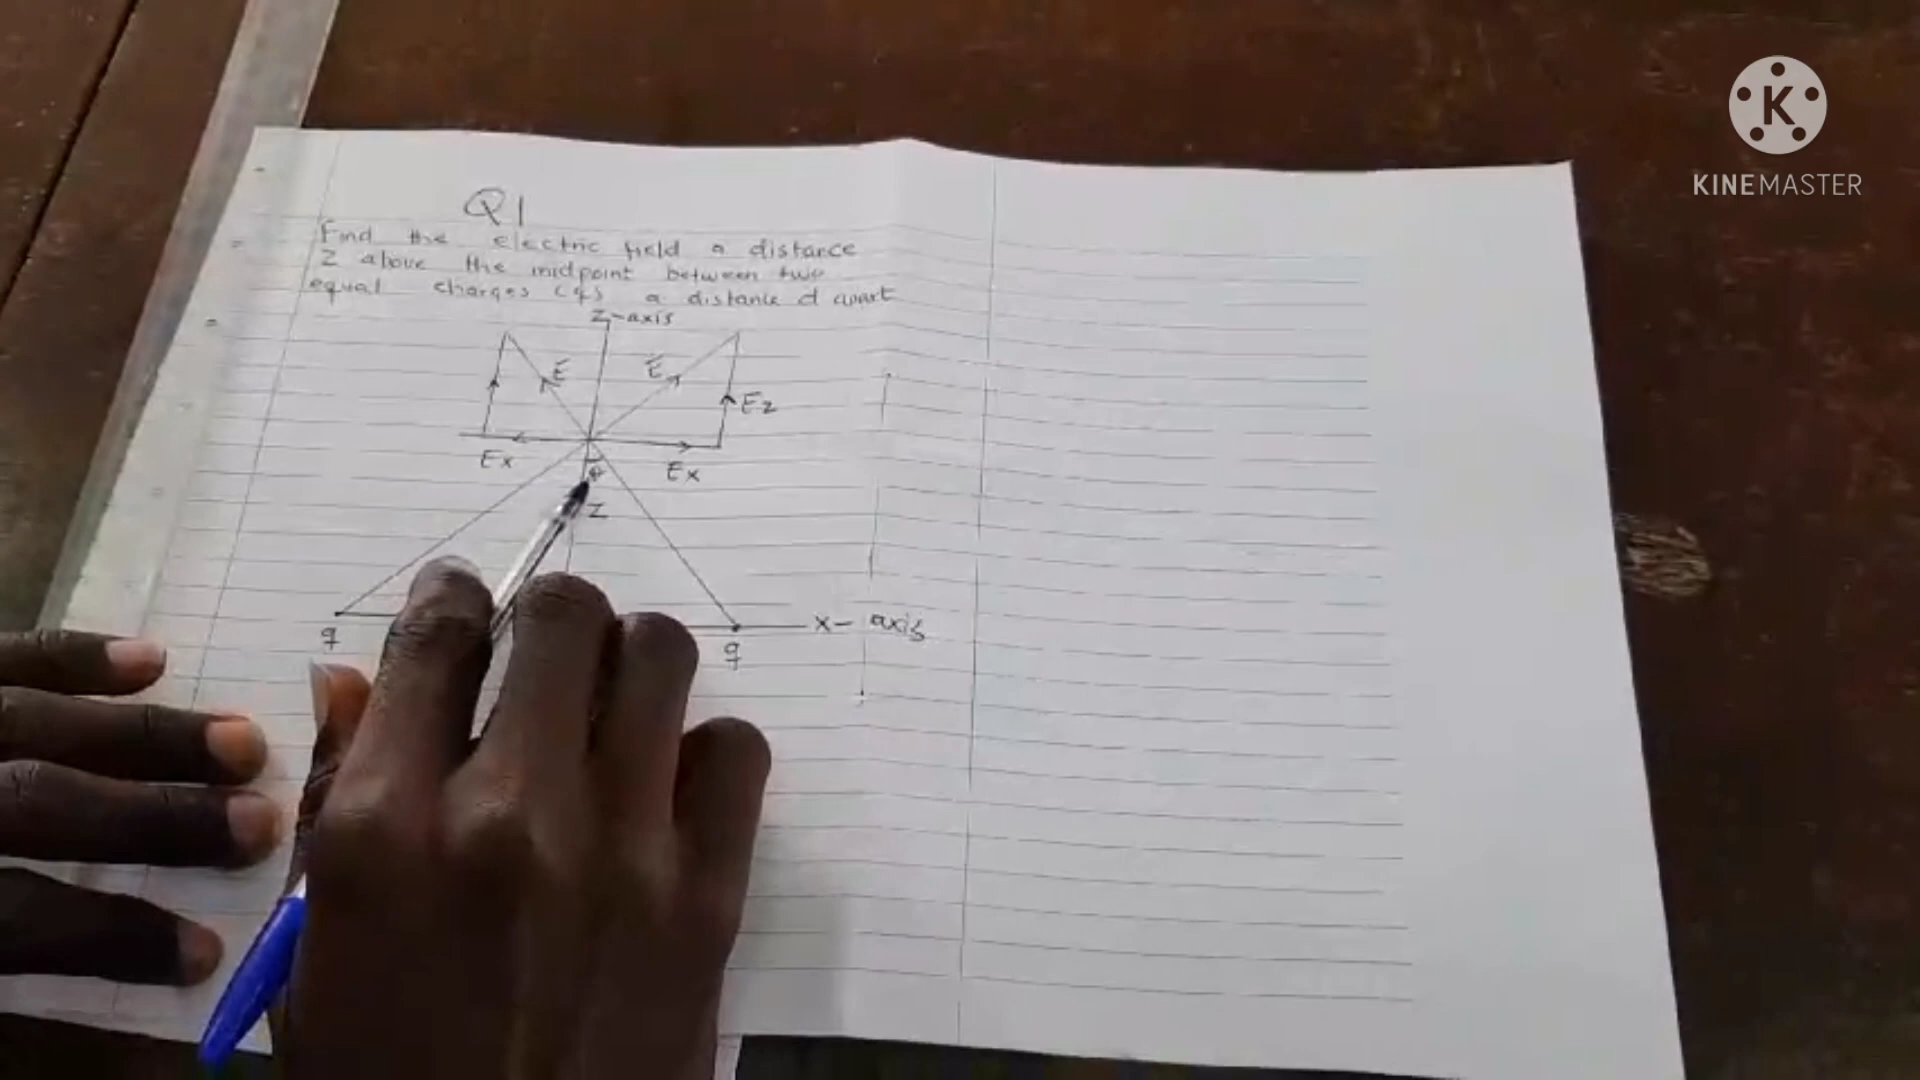 Q1
Find the electric field a distance
Z above the midpoint between two
equal charges (q) a distance d apart
Z-axis
E E
Ez
Ex Ex
θ
Z
x- axis
q q
K
KINEMASTER